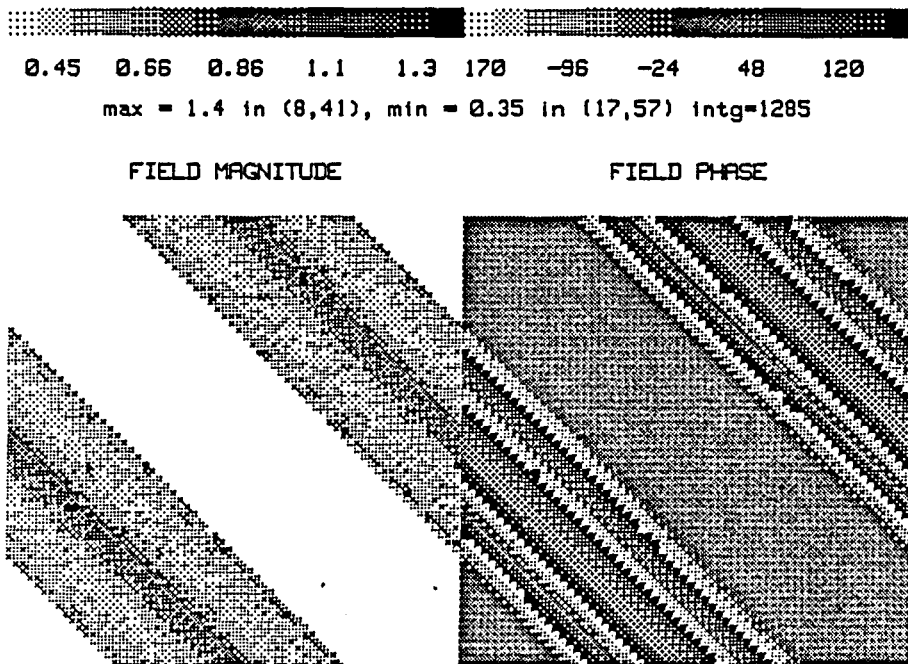 0.45 0.66 0.86 1.1 1.3 170 -96 -24 48 120
max = 1.4 in (8,41), min = 0.35 in (17,57) intg=1285
FIELD MAGNITUDE FIELD PHASE